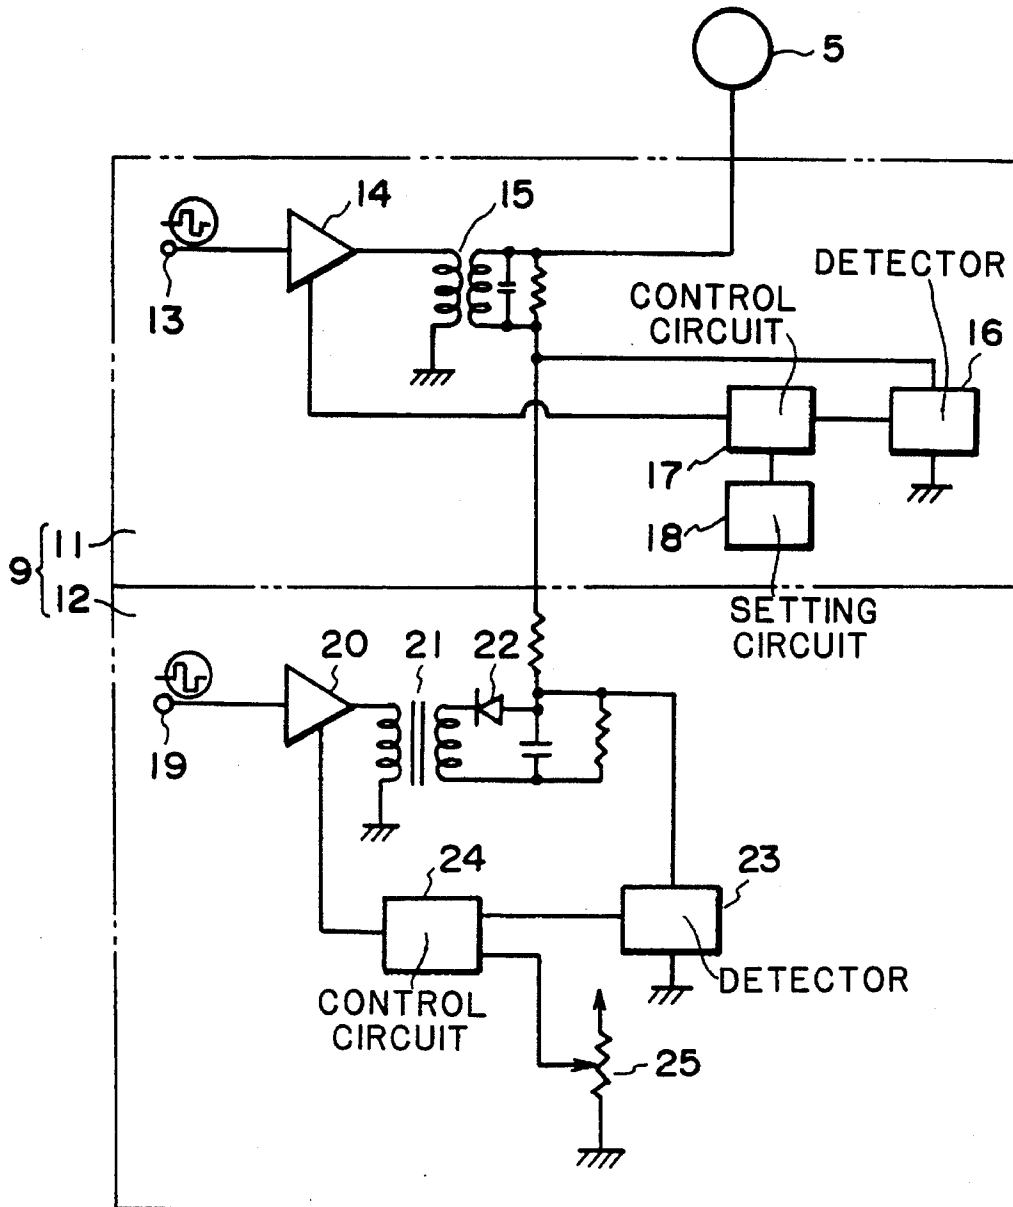 5
14
15
13
DETECTOR
CONTROL
CIRCUIT
16
17
18
9 { 11
12
SETTING
CIRCUIT
20
21
22
19
24
23
CONTROL
CIRCUIT
DETECTOR
25